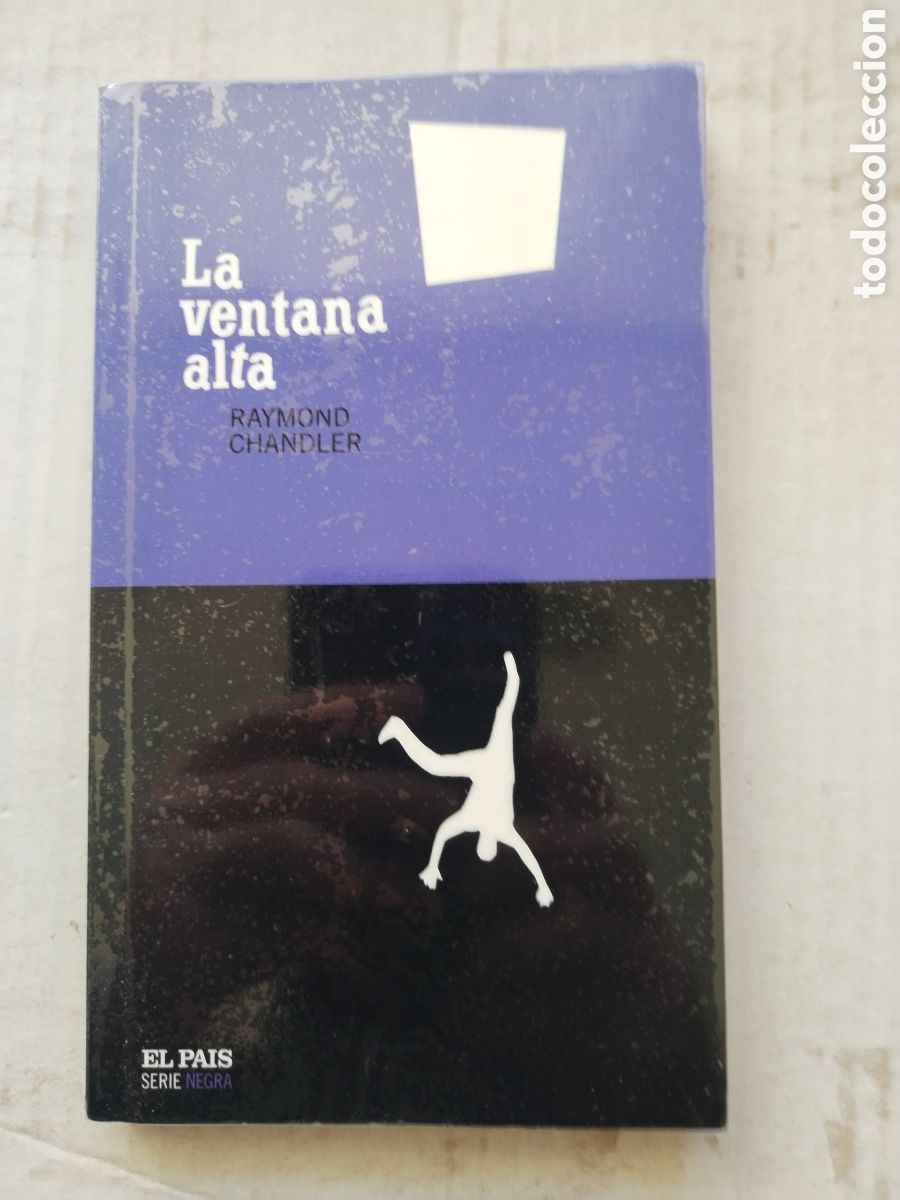 La
ventana
alta
RAYMOND
CHANDLER
EL PAIS
SERIE NEGRA
todocoleccion